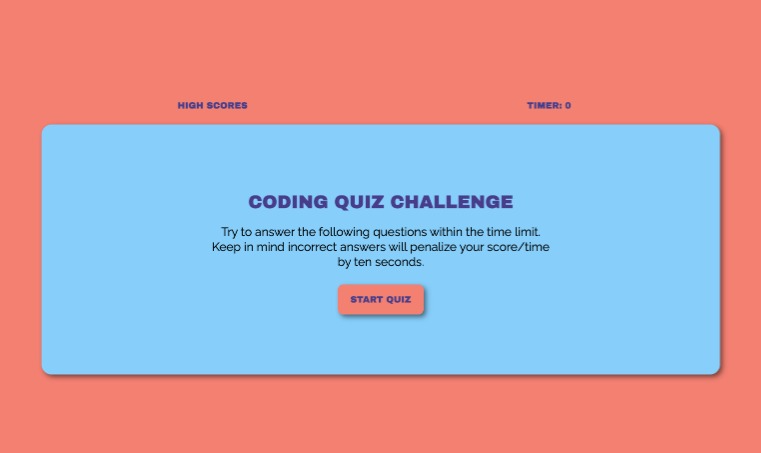 HIGH SCORES
TIMER: 0
CODING QUIZ CHALLENGE
Try to answer the following questions within the time limit.
Keep in mind incorrect answers will penalize your score/time
by ten seconds.
START QUIZ